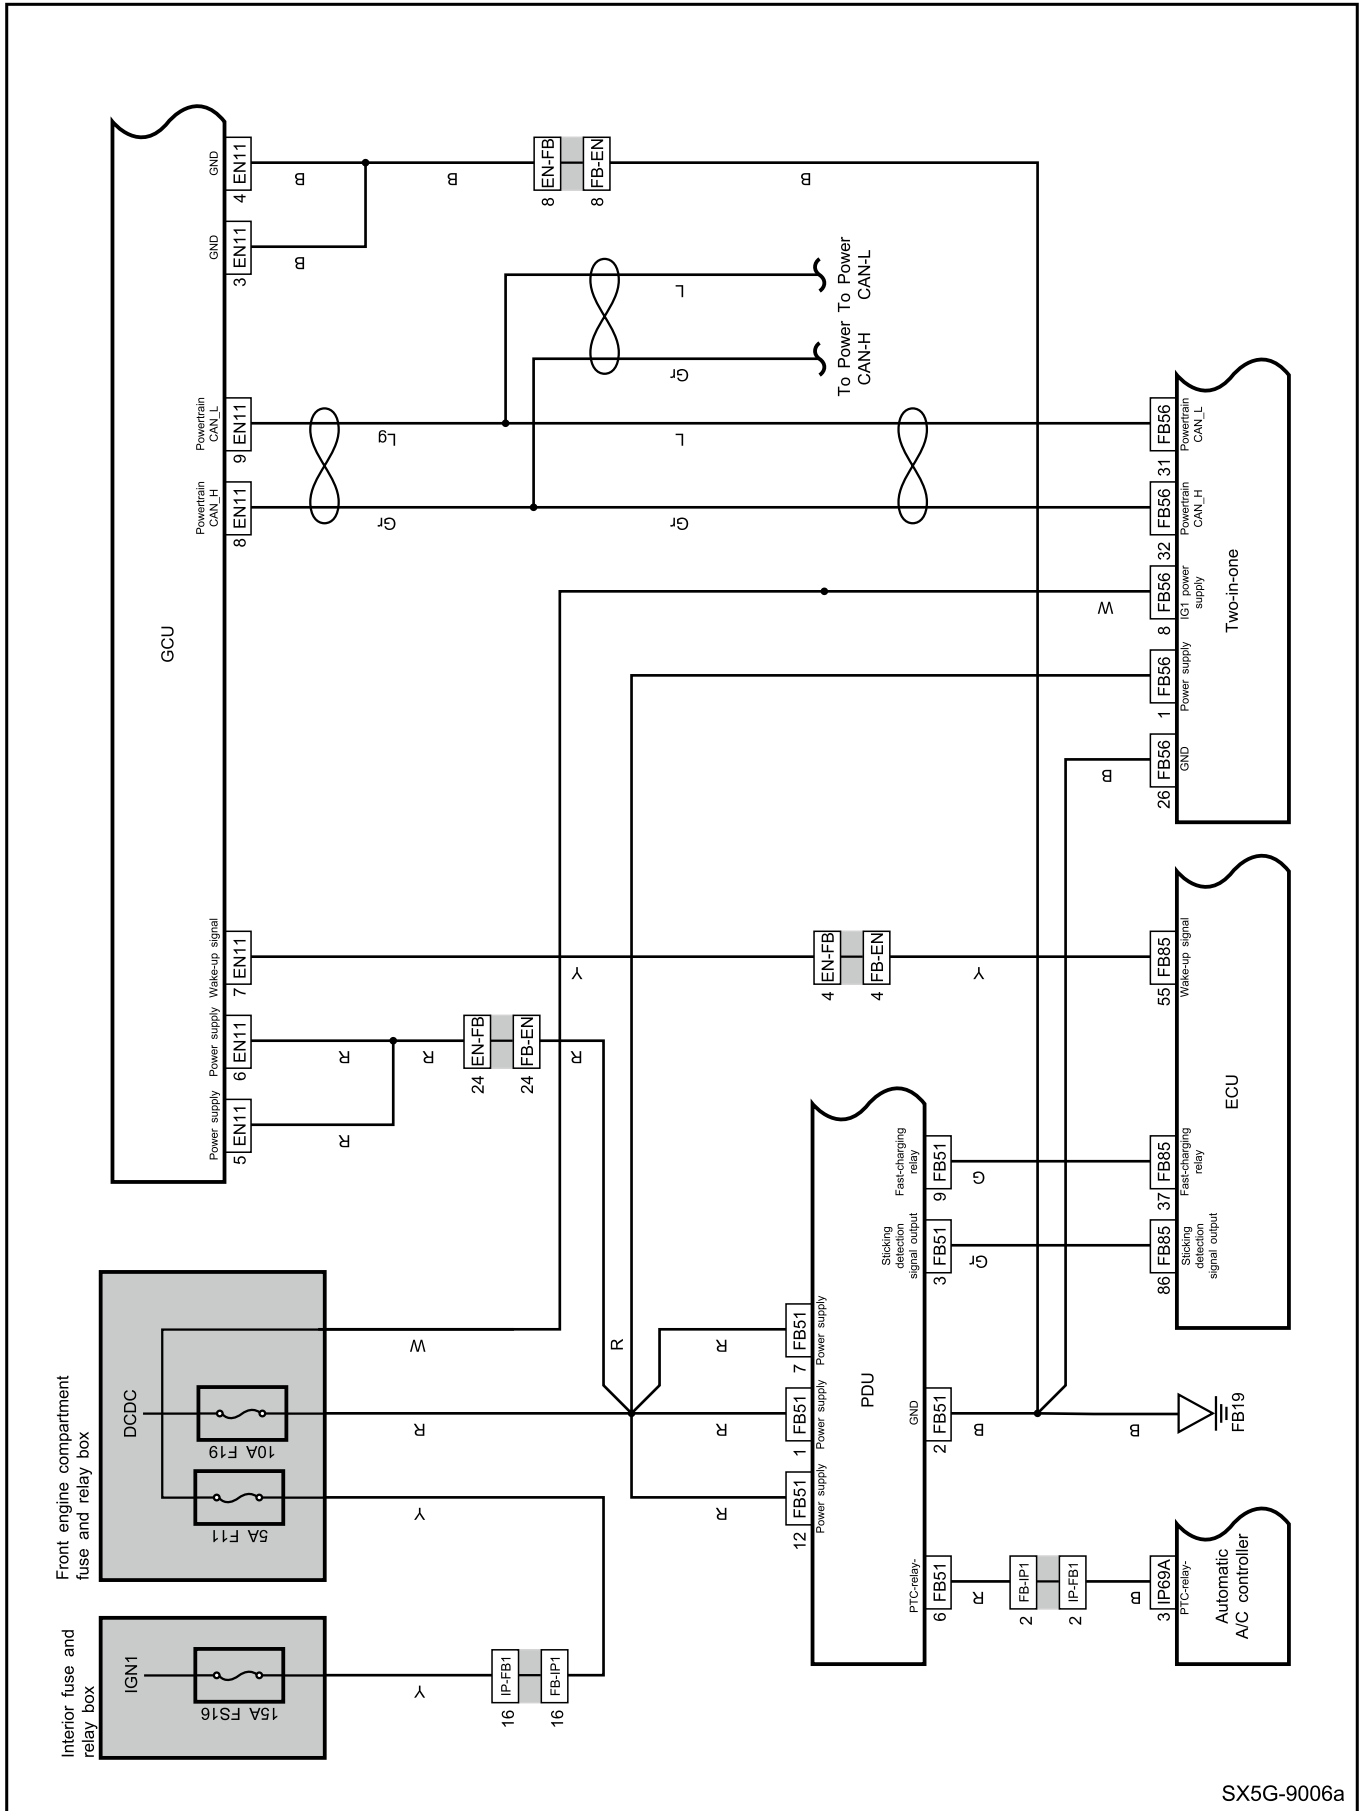 Interior fuse and
relay box
IGN1
15A FS16
Y
16
IP-FB1
16
FB-IP1
Front engine compartment
fuse and relay box
DCDC
5A F11
10A F19
Y
R
W
GCU
5
EN11
Power supply
6
EN11
Power supply
7
EN11
Wake-up signal
8
EN11
Powertrain
CAN_H
9
EN11
Powertrain
CAN_L
3
EN11
GND
4
EN11
GND
R
R
R
24
EN-FB
24
FB-EN
R
R
Y
Gr
Lg
B
B
B
8
EN-FB
8
FB-EN
B
Gr
L
Gr
L
To Power
CAN-H
To Power
CAN-L
4
EN-FB
4
FB-EN
Y
R
R
R
PDU
12
FB51
Power supply
1
FB51
Power supply
7
FB51
Power supply
6
FB51
PTC-relay-
2
FB51
GND
3
FB51
Sticking
detection
signal output
9
FB51
Fast-charging
relay
R
2
FB-IP1
2
IP-FB1
B
3
IP69A
PTC-relay-
Automatic
A/C controller
B
B
FB19
Gr
G
86
FB85
Sticking
detection
signal output
37
FB85
Fast-charging
relay
55
FB85
Wake-up signal
ECU
B
W
26
FB56
GND
1
FB56
Power supply
8
FB56
IG1 power
supply
32
FB56
Powertrain
CAN_H
31
FB56
Powertrain
CAN_L
Two-in-one
SX5G-9006a